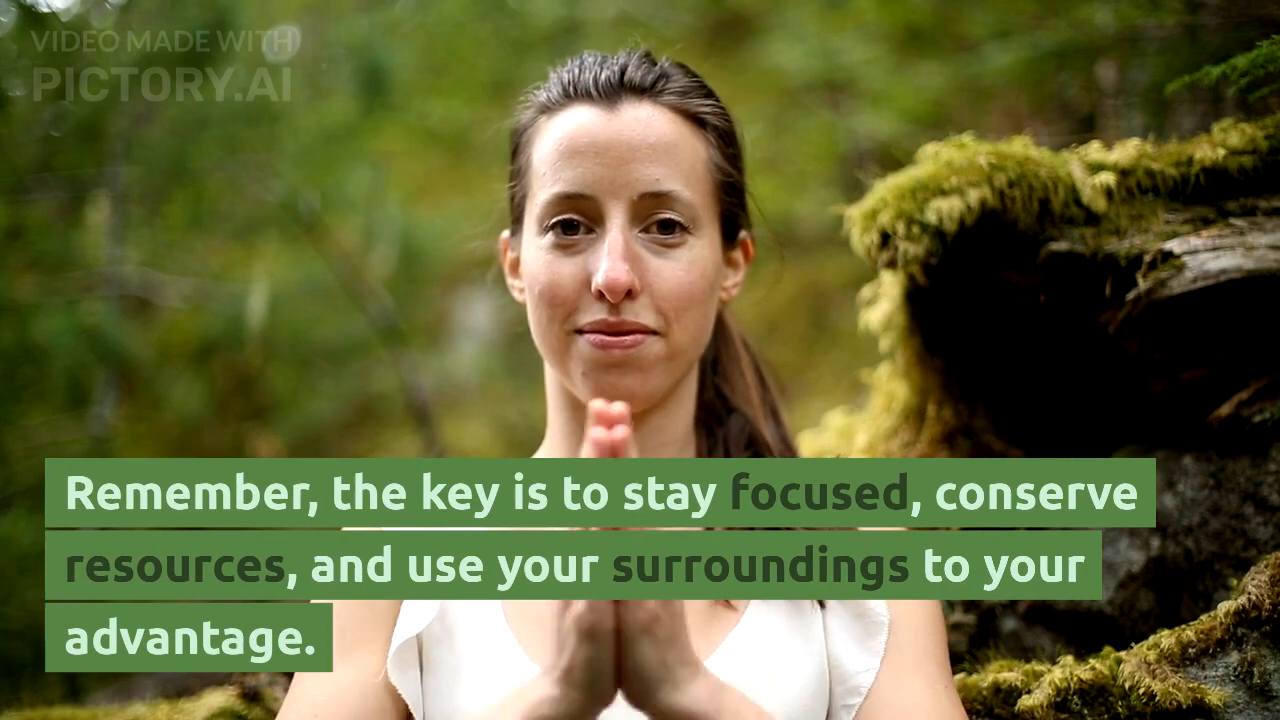 VIDEO MADE WITH
PICTORY.AI
Remember, the key is to stay focused, conserve
resources, and use your surroundings to your
advantage.